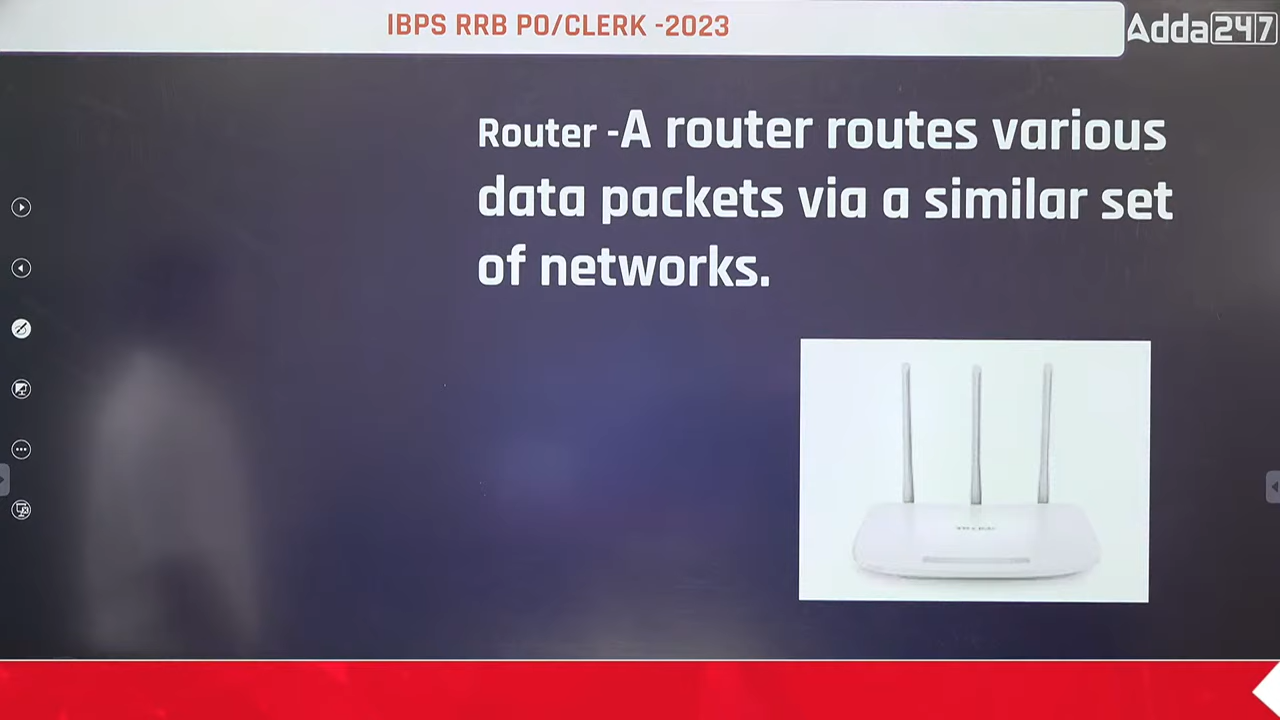 IBPS RRB PO/CLERK -2023
Adda247
Router -A router routes various
data packets via a similar set
of networks.